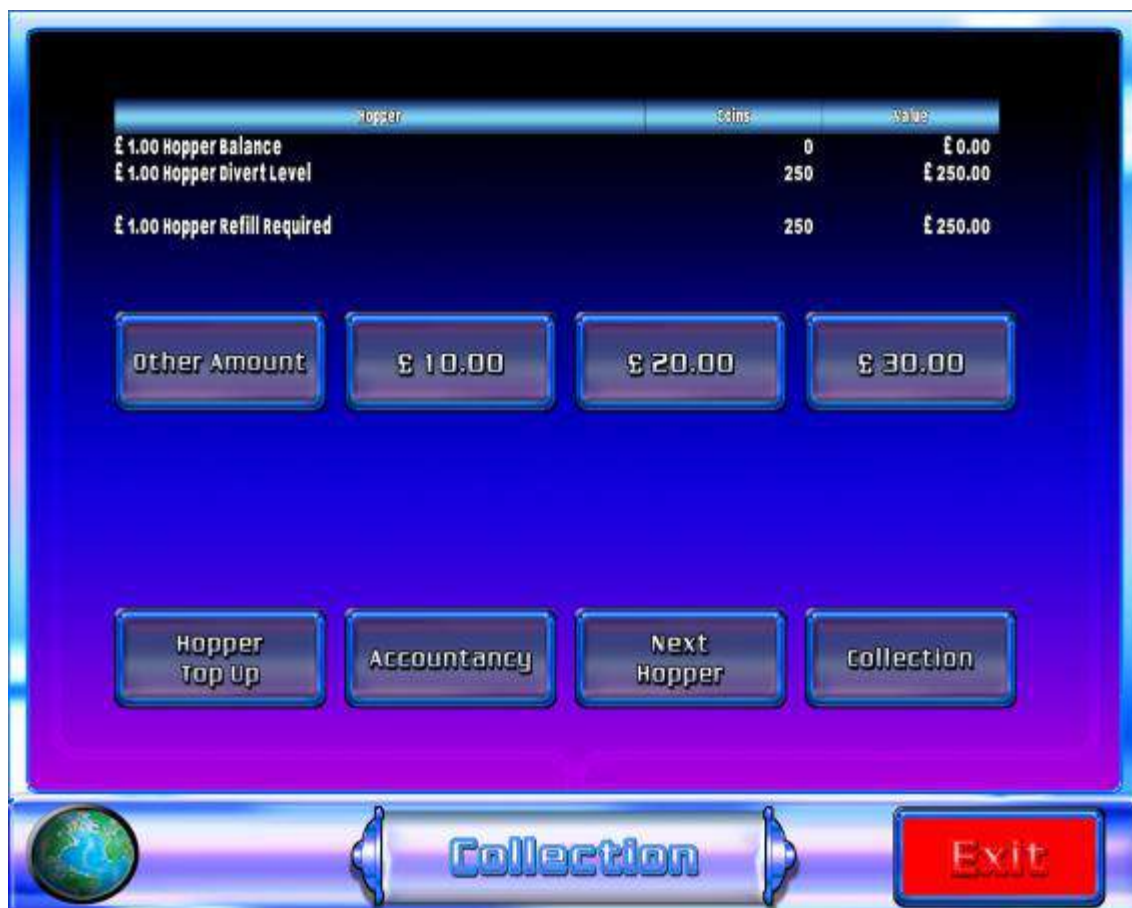 Hopper Coins Value
£ 1.00 Hopper Balance 0 £ 0.00
£ 1.00 Hopper Divert Level 250 £ 250.00
£ 1.00 Hopper Refill Required 250 £ 250.00
Other Amount £ 10.00 £ 20.00 £ 30.00
Hopper
Top Up
Accountancy
Next
Hopper
Collection
Collection
Exit